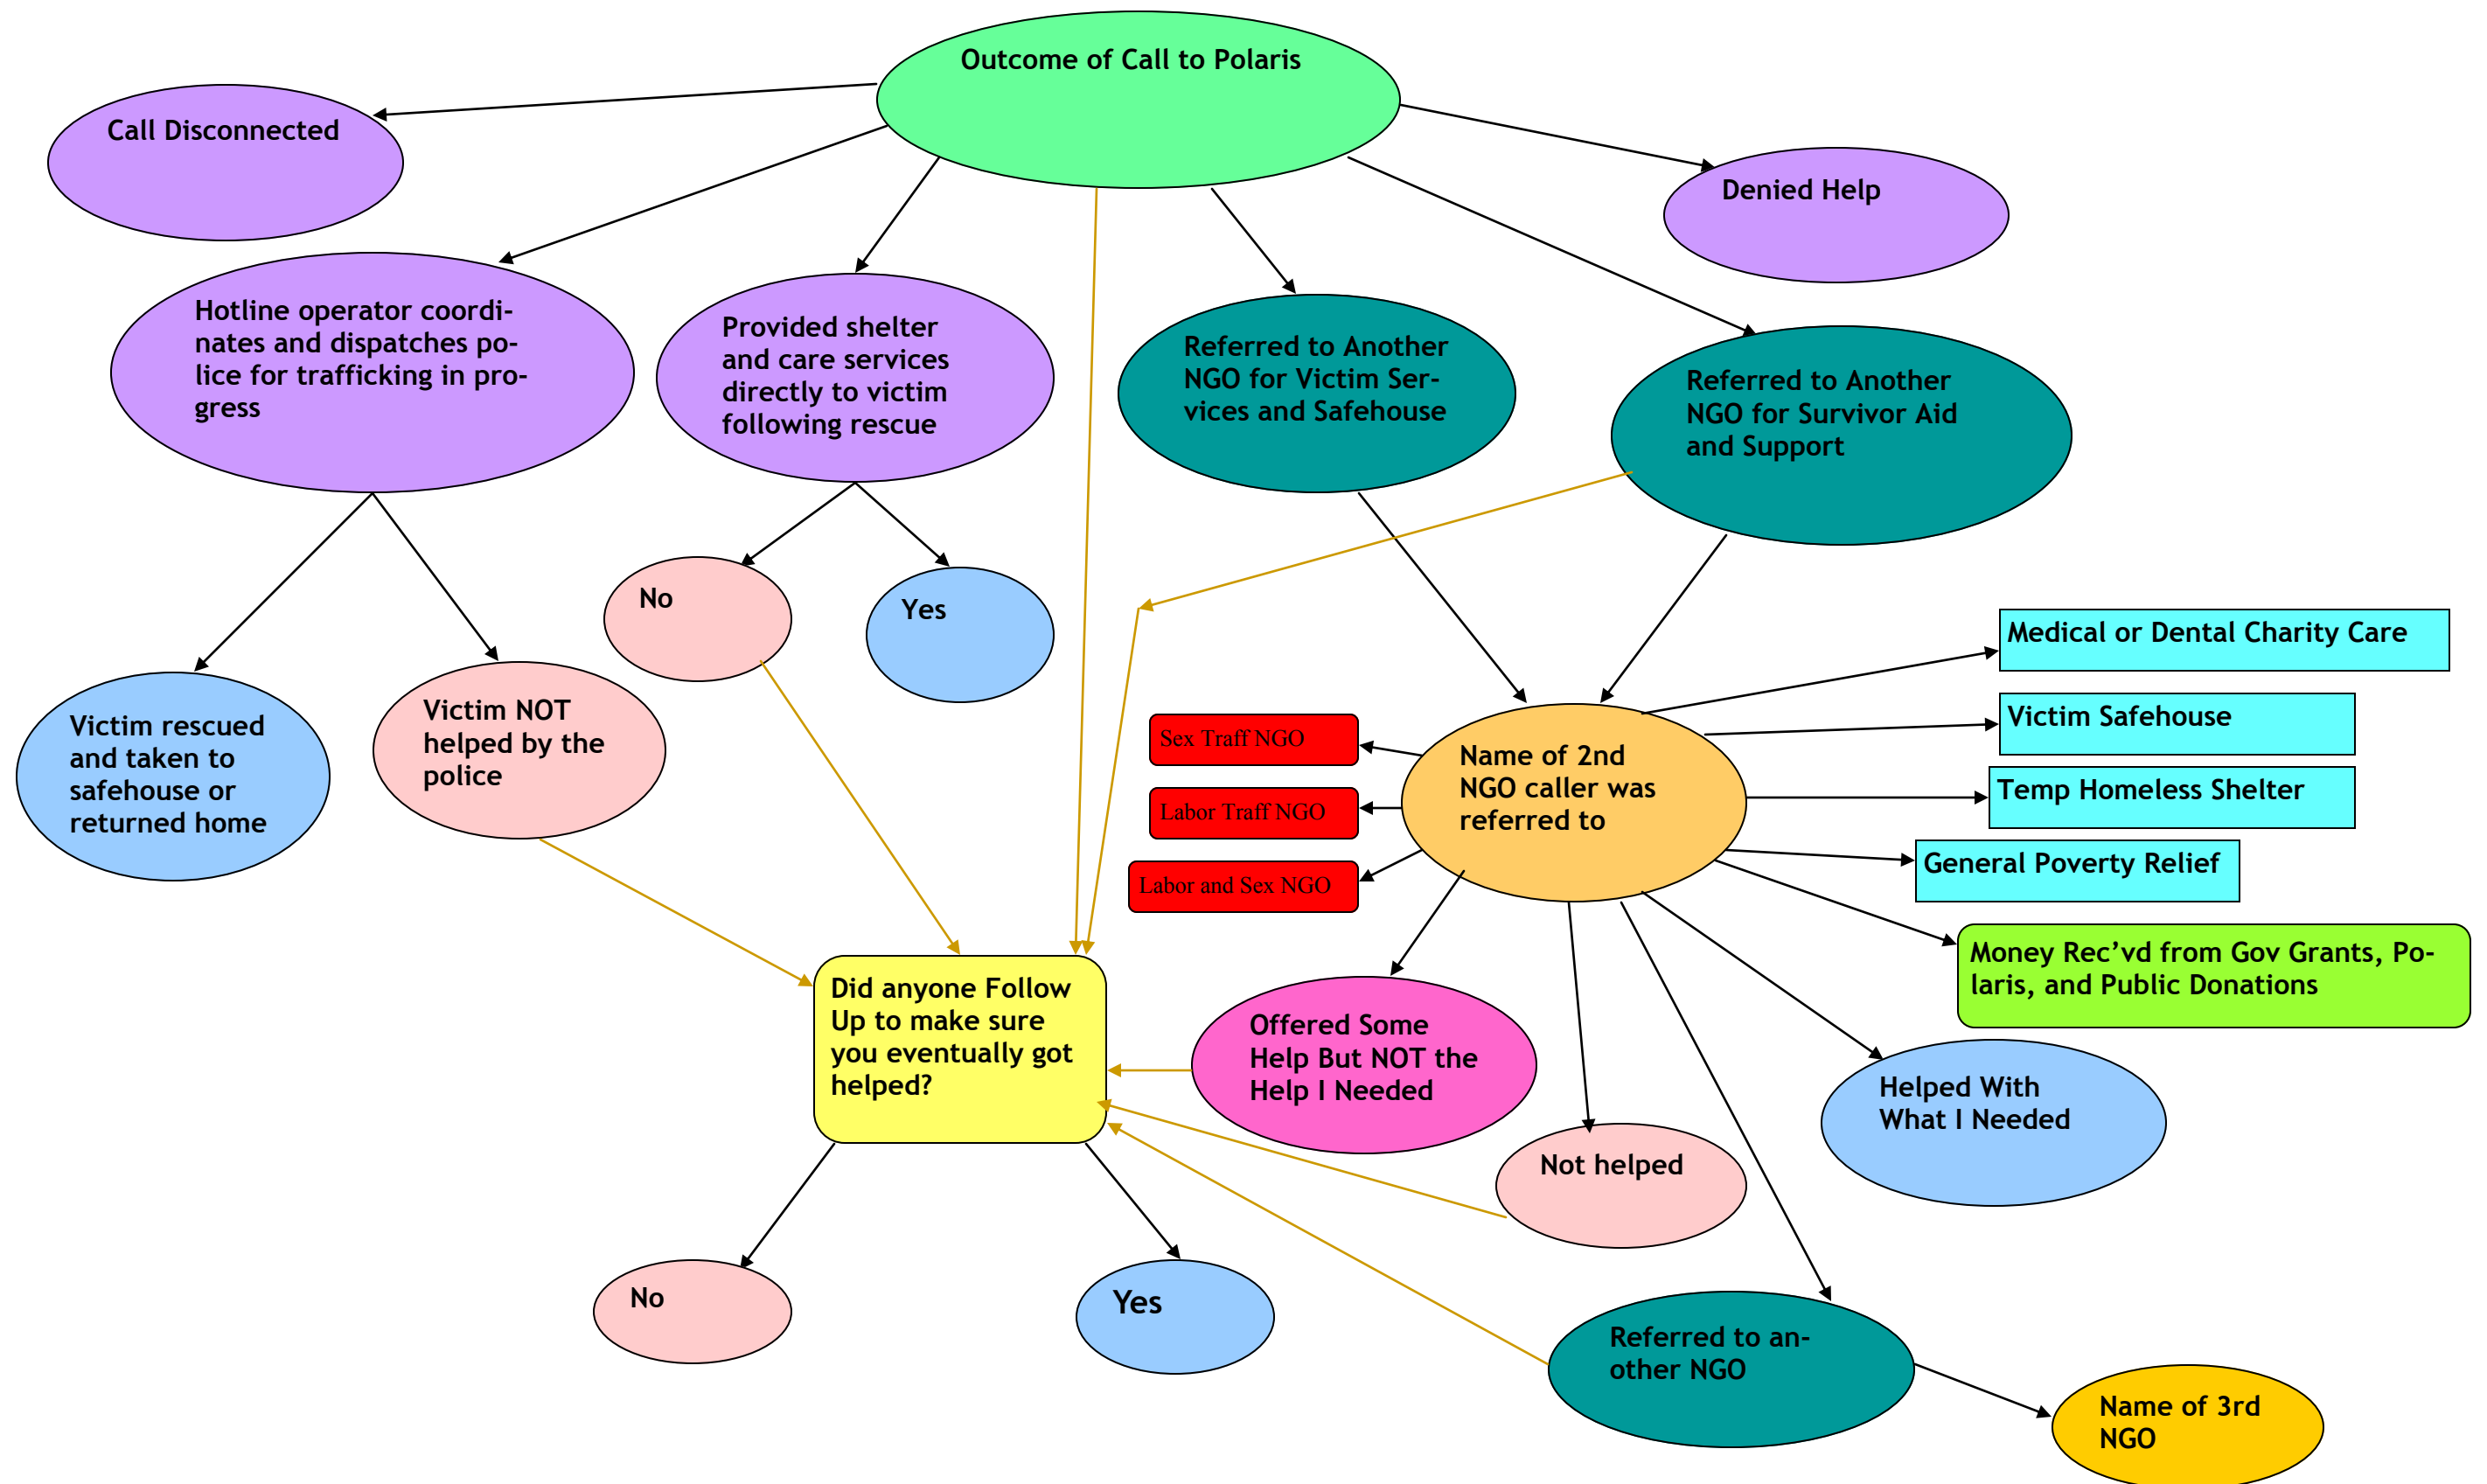 Outcome of Call to Polaris
Call Disconnected
Denied Help
Hotline operator coordi-
nates and dispatches po-
lice for trafficking in pro-
gress
Provided shelter
and care services
directly to victim
following rescue
Referred to Another
NGO for Victim Ser-
vices and Safehouse
Referred to Another
NGO for Survivor Aid
and Support
No
Yes
Victim rescued
and taken to
safehouse or
returned home
Victim NOT
helped by the
police
Sex Traff NGO
Labor Traff NGO
Labor and Sex NGO
Name of 2nd
NGO caller was
referred to
Medical or Dental Charity Care
Victim Safehouse
Temp Homeless Shelter
General Poverty Relief
Money Rec’vd from Gov Grants, Po-
laris, and Public Donations
Did anyone Follow
Up to make sure
you eventually got
helped?
Offered Some
Help But NOT the
Help I Needed
Helped With
What I Needed
Not helped
No
Yes
Referred to an-
other NGO
Name of 3rd
NGO